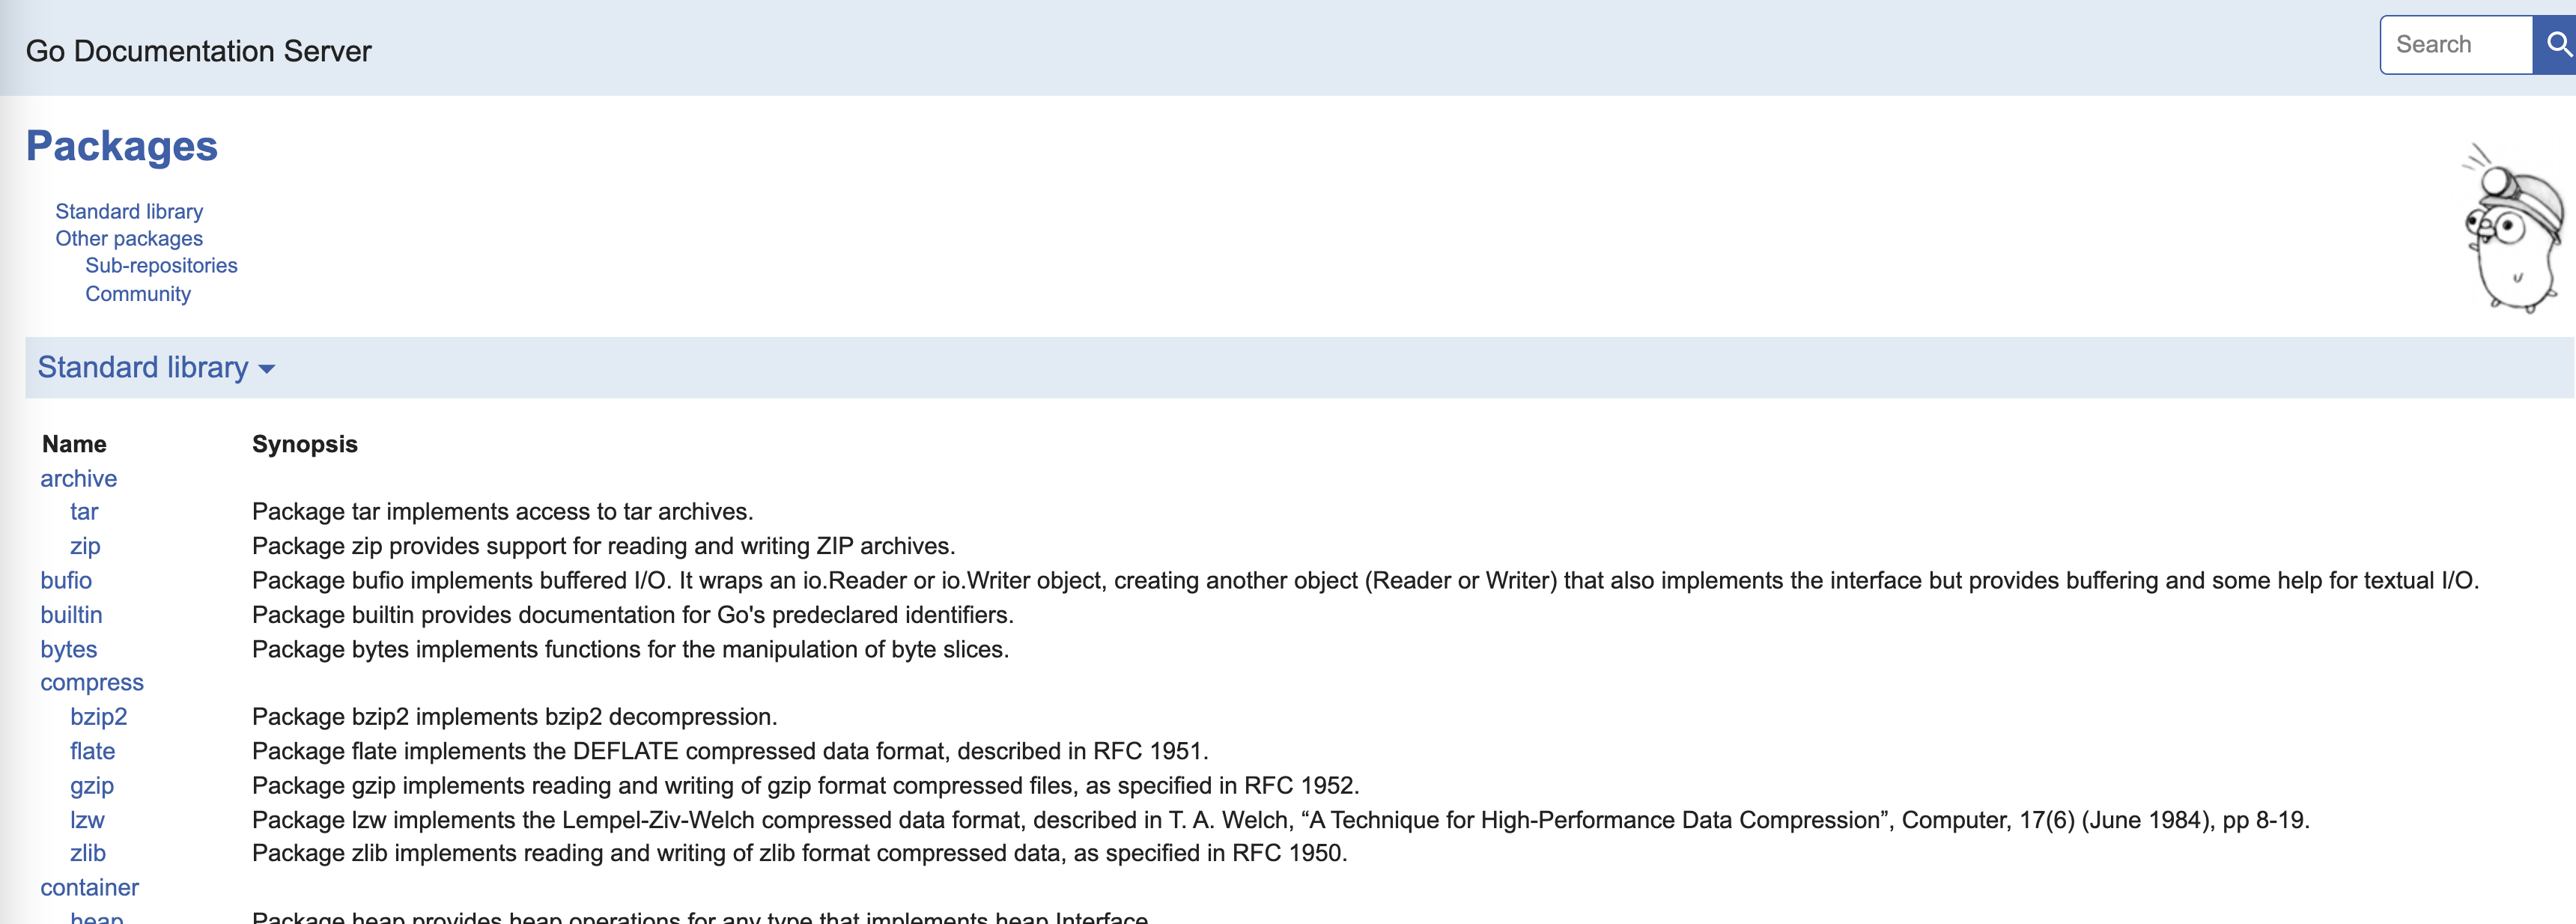 Go Documentation Server
Search
Packages
Standard library
Other packages
Sub-repositories
Community
Standard library
Name Synopsis
archive
tar Package tar implements access to tar archives.
zip Package zip provides support for reading and writing ZIP archives.
bufio Package bufio implements buffered I/O. It wraps an io.Reader or io.Writer object, creating another object (Reader or Writer) that also implements the interface but provides buffering and some help for textual I/O.
builtin Package builtin provides documentation for Go's predeclared identifiers.
bytes Package bytes implements functions for the manipulation of byte slices.
compress
bzip2 Package bzip2 implements bzip2 decompression.
flate Package flate implements the DEFLATE compressed data format, described in RFC 1951.
gzip Package gzip implements reading and writing of gzip format compressed files, as specified in RFC 1952.
lzw Package lzw implements the Lempel-Ziv-Welch compressed data format, described in T. A. Welch, “A Technique for High-Performance Data Compression”, Computer, 17(6) (June 1984), pp 8-19.
zlib Package zlib implements reading and writing of zlib format compressed data, as specified in RFC 1950.
container
heap Package heap provides heap operations for any type that implements heap.Interface.